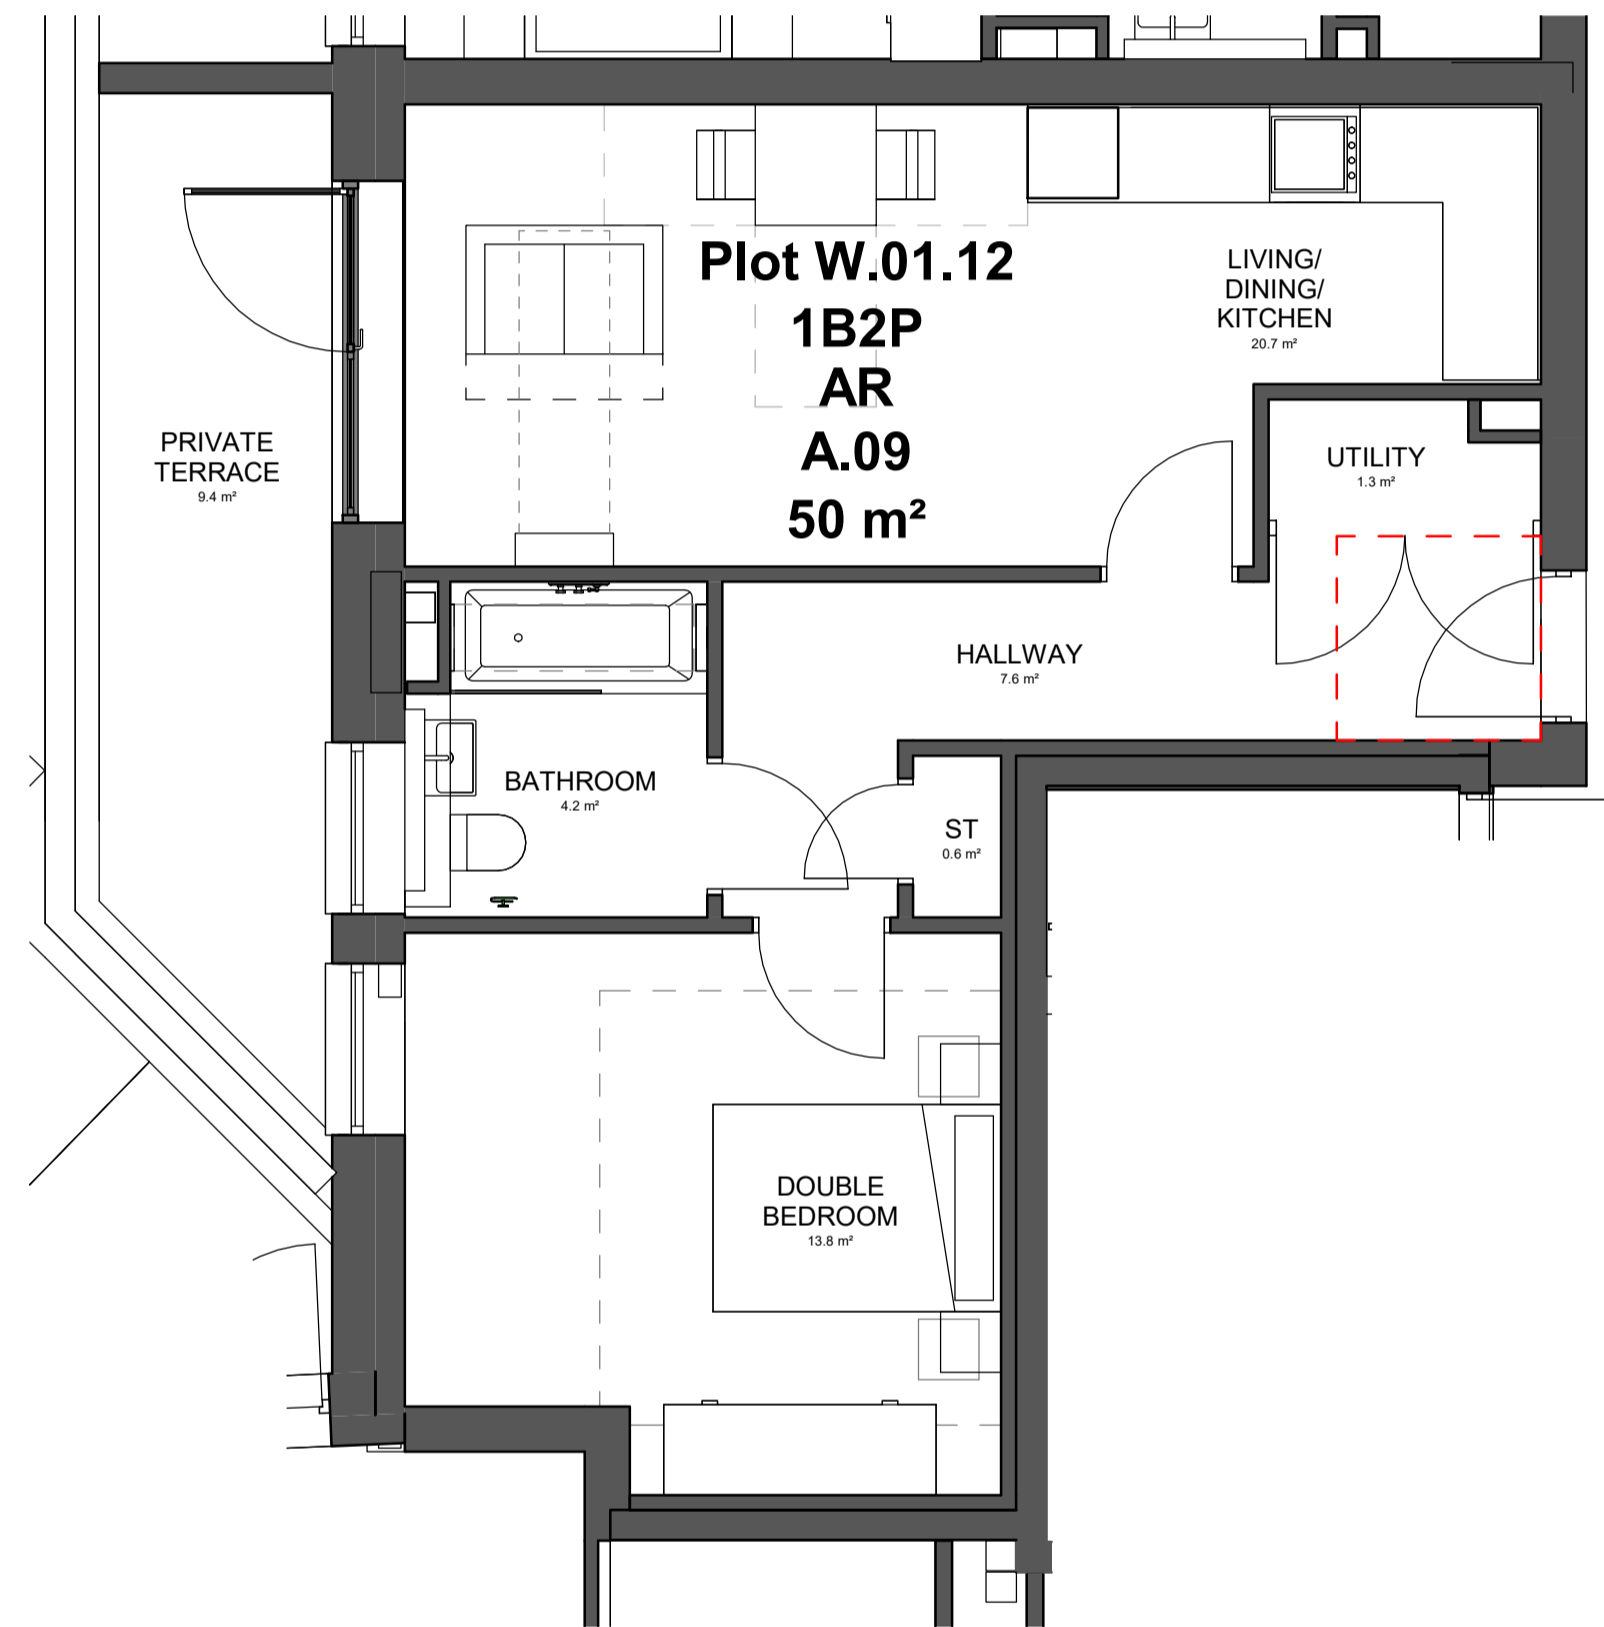 Plot W.01.12
1B2P
AR
A.09
50 m²
LIVING/
DINING/
KITCHEN
20.7 m²
PRIVATE
TERRACE
9.4 m²
UTILITY
1.3 m²
HALLWAY
7.6 m²
BATHROOM
4.2 m²
ST
0.6 m²
DOUBLE
BEDROOM
13.8 m²